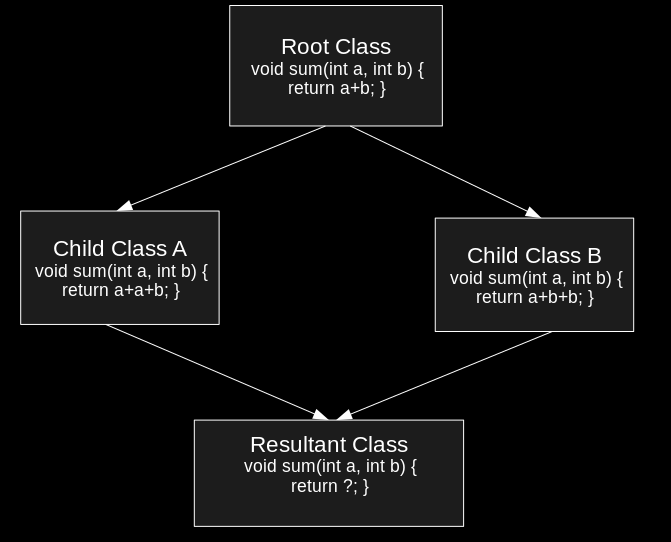 Root Class
void sum(int a, int b) {
return a+b; }
Child Class A
void sum(int a, int b) {
return a+a+b; }
Child Class B
void sum(int a, int b) {
return a+b+b; }
Resultant Class
void sum(int a, int b) {
return ?; }